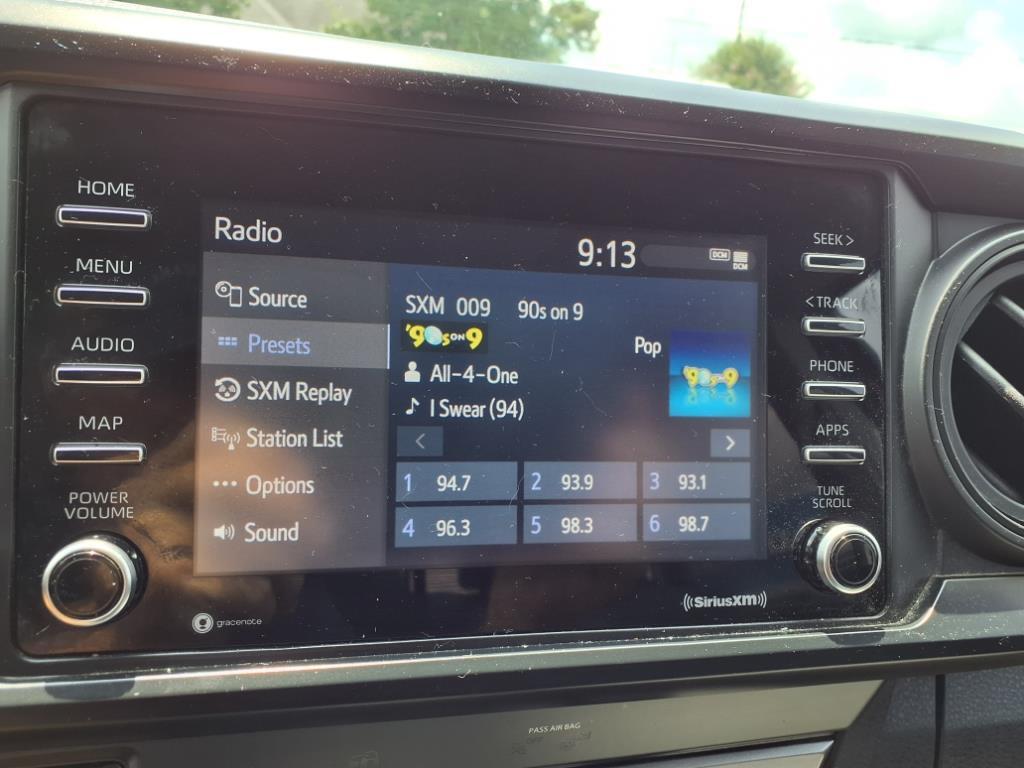 HOME
MENU
AUDIO
MAP
POWER
VOLUME
Radio
9:13
DCM
DCM
Source
Presets
SXM Replay
Station List
Options
Sound
SXM 009 90s on 9
'90s ON 9
Pop
All-4-One
I Swear (94)
90s 9
1 94.7
2 93.9
3 93.1
4 96.3
5 98.3
6 98.7
SEEK >
< TRACK
PHONE
APPS
TUNE
SCROLL
gracenote
((SiriusXM))
PASS AIR BAG